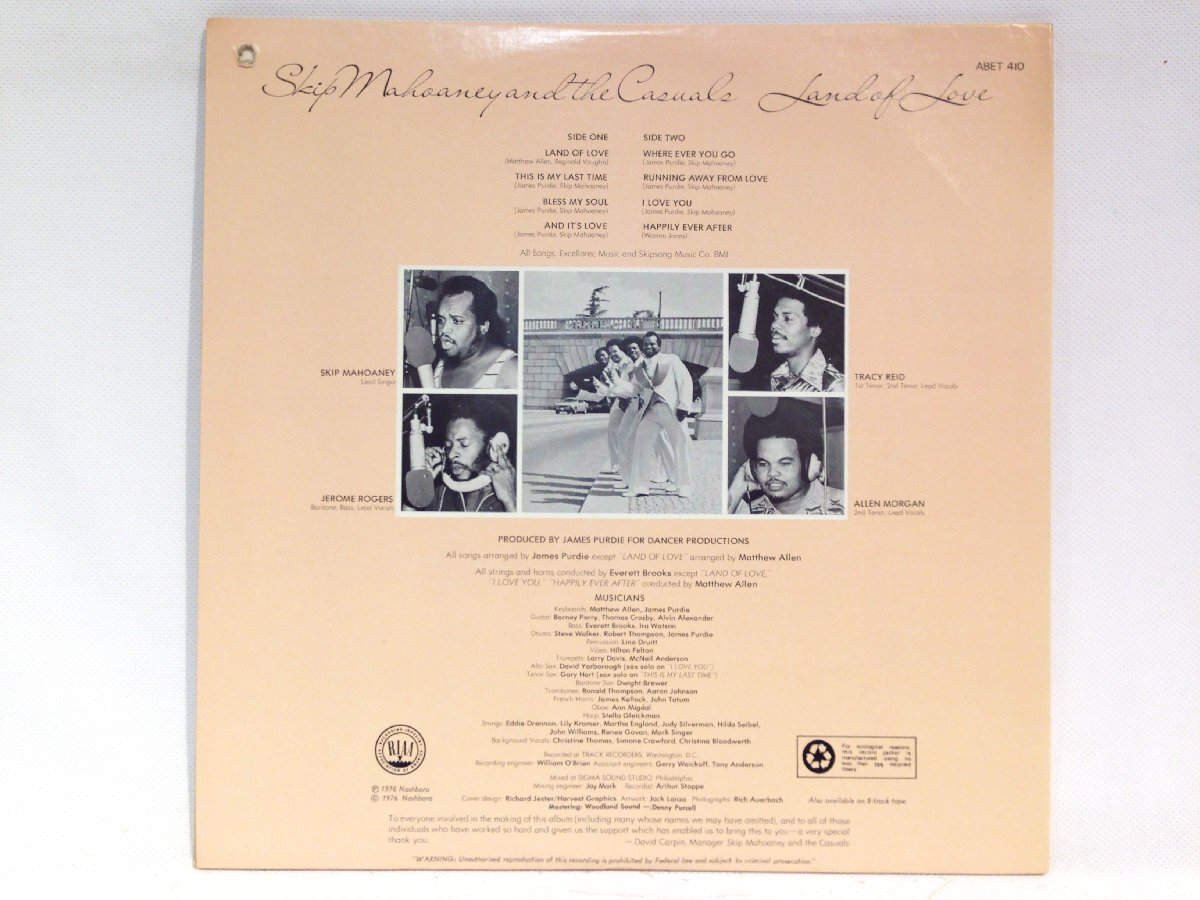 ABET 410
Skip Mahoaney and the Casuals Land of Love
SIDE ONE
LAND OF LOVE
(Matthew Allen, Reginald Vaughn)
THIS IS MY LAST TIME
(James Purdie, Skip Mahoaney)
BLESS MY SOUL
(James Purdie, Skip Mahoaney)
AND IT'S LOVE
(James Purdie, Skip Mahoaney)
SIDE TWO
WHERE EVER YOU GO
(James Purdie, Skip Mahoaney)
RUNNING AWAY FROM LOVE
(James Purdie, Skip Mahoaney)
I LOVE YOU
(James Purdie, Skip Mahoaney)
HAPPILY EVER AFTER
(Warren Jones)
All Songs, Excellorec Music and Skipsong Music Co. BMI
SKIP MAHOANEY
Lead Singer
TRACY REID
1st Tenor, 2nd Tenor, Lead Vocals
JEROME ROGERS
Baritone, Bass, Lead Vocals
ALLEN MORGAN
2nd Tenor, Lead Vocals
PRODUCED BY JAMES PURDIE FOR DANCER PRODUCTIONS
All songs arranged by James Purdie except "LAND OF LOVE" arranged by Matthew Allen
All strings and horns conducted by Everett Brooks except "LAND OF LOVE,"
"I LOVE YOU," "HAPPILY EVER AFTER" conducted by Matthew Allen
MUSICIANS
Keyboards: Matthew Allen, James Purdie
Guitar: Barney Perry, Thomas Crosby, Alvin Alexander
Bass: Everett Brooks, Ira Watson
Drums: Steve Walker, Robert Thompson, James Purdie
Percussion: Lino Druitt
Vibes: Hilton Felton
Trumpets: Larry Davis, McNeil Anderson
Alto Sax: David Yarborough (sax solo on "I LOVE YOU")
Tenor Sax: Gary Hart (sax solo on "THIS IS MY LAST TIME")
Baritone Sax: Dwight Brewer
Trombones: Ronald Thompson, Aaron Johnson
French Horns: James Kellock, John Tatum
Oboe: Ann Migdal
Harp: Stella Gleickman
Strings: Eddie Drennon, Lily Kramer, Martha England, Judy Silverman, Hilda Seibel,
John Williams, Renee Gavan, Mark Singer
Background Vocals: Christine Thomas, Simone Crawford, Christina Bloodwerth
Recorded at TRACK RECORDERS, Washington, D.C.
Recording engineer: William O'Brien Assistant engineers: Gerry Weickoff, Tony Anderson
Mixed at SIGMA SOUND STUDIO, Philadelphia
Mixing engineer: Jay Mark Recordist: Arthur Stoppe
Cover design: Richard Jester/Harvest Graphics Artwork: Jack Lanza Photographs: Rich Auerbach
Mastering: Woodland Sound — Denny Purcell
RIAA
℗ 1976 Nashboro
© 1976 Nashboro
For ecological reasons,
this record jacket is
manufactured using no
less than 99% recycled
fibers.
Also available on 8-track tape
To everyone involved in the making of this album (including many whose names we may have omitted), and to all of those
individuals who have worked so hard and given us the support which has enabled us to bring this to you—a very special
thank you.
— David Carpin, Manager, Skip Mahoaney and the Casuals
"WARNING: Unauthorized reproduction of this recording is prohibited by Federal law and subject to criminal prosecution."